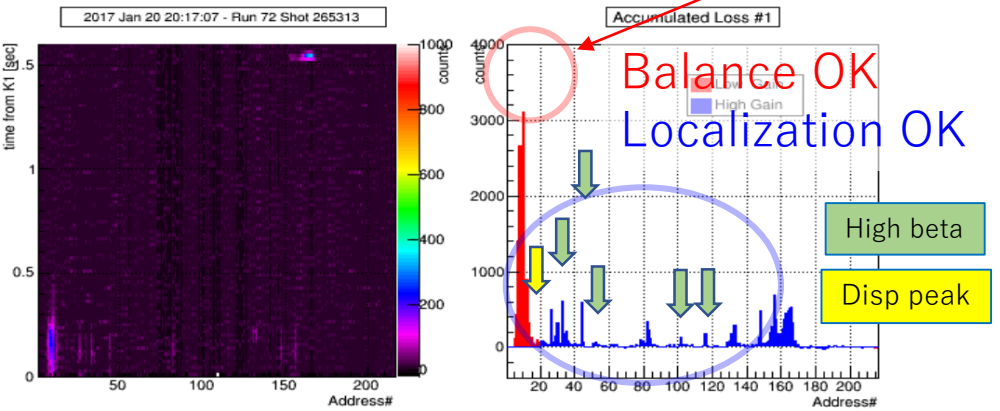 2017 Jan 20 20:17:07 - Run 72 Shot 265313
time from K1 [sec]
1.5
1
0.5
0
50
100
150
200
Address#
1000
800
600
400
200
0
counts
Accumulated Loss #1
counts
4000
3000
2000
1000
0
20 40 60 80 100 120 140 160 180 200
Address#
Low Gain
High Gain
Balance OK
Localization OK
High beta
Disp peak